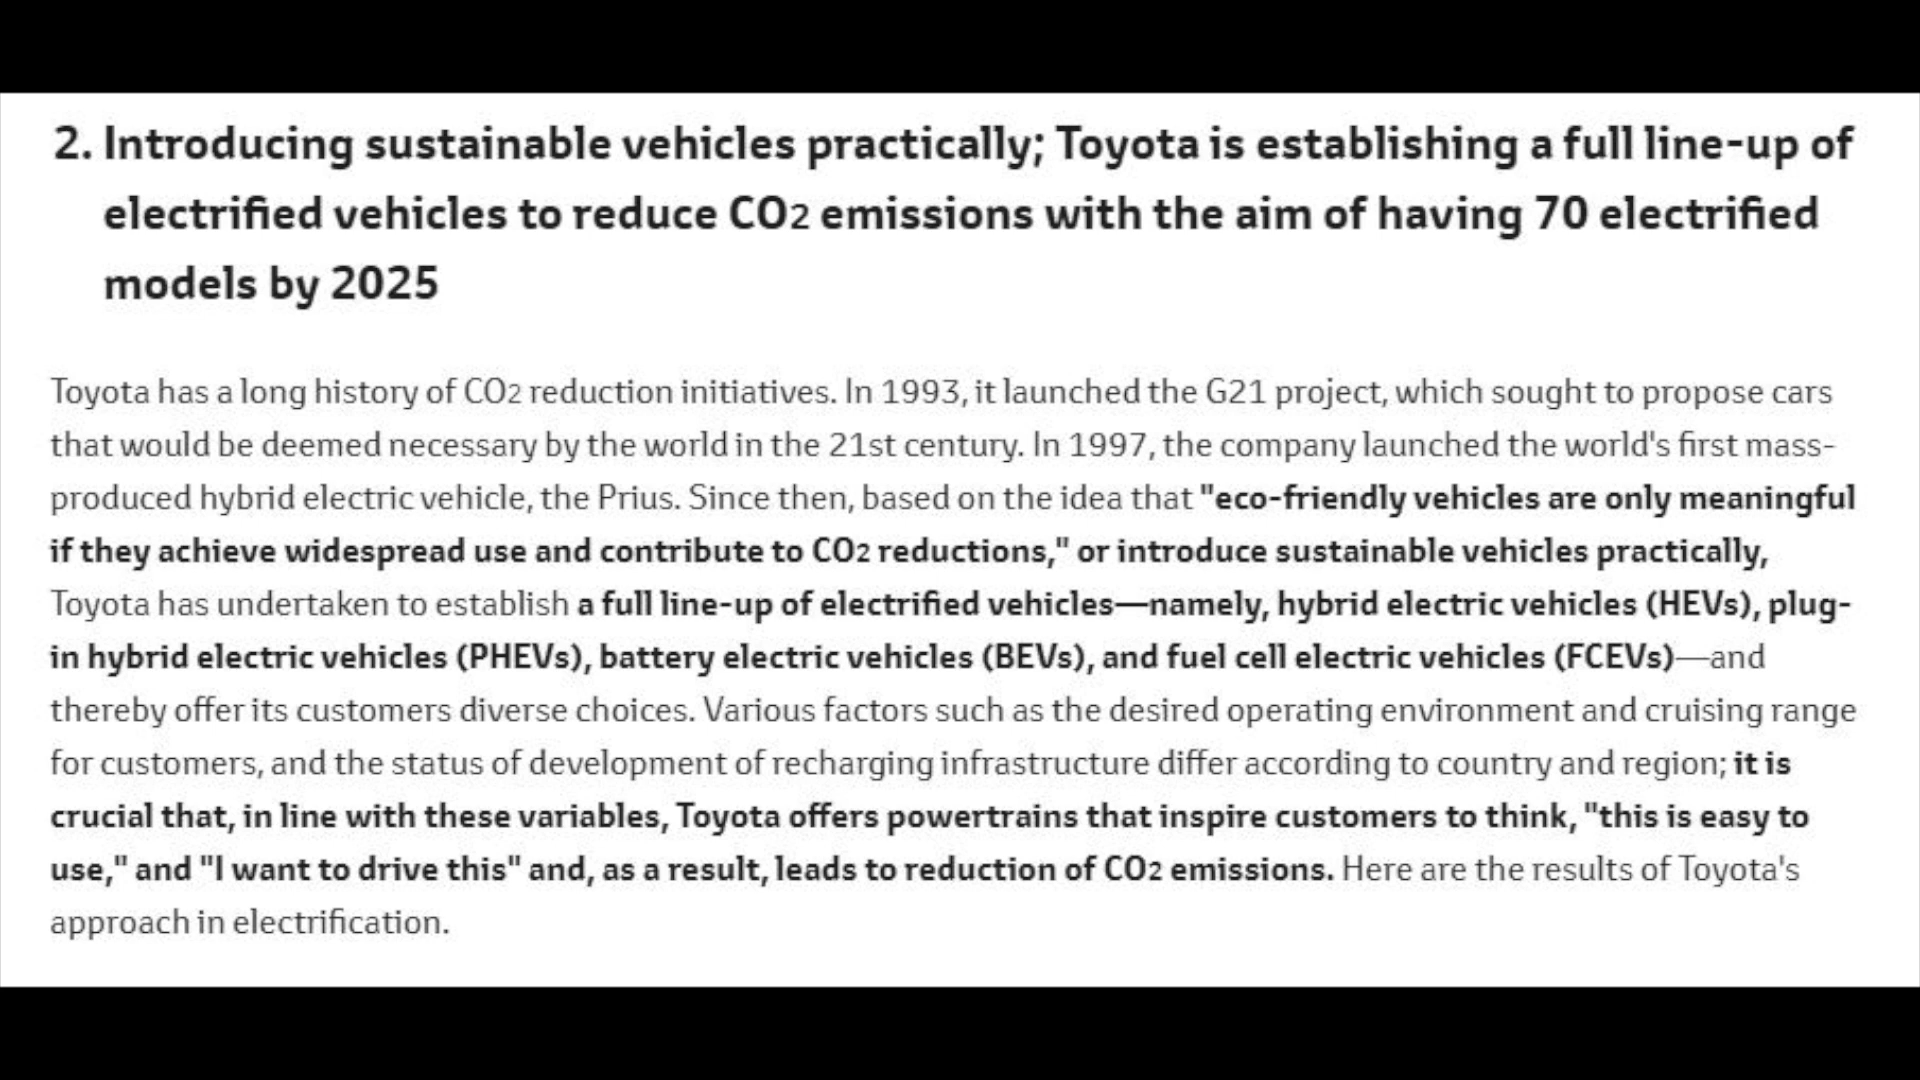 2. Introducing sustainable vehicles practically; Toyota is establishing a full line-up of
electrified vehicles to reduce CO2 emissions with the aim of having 70 electrified
models by 2025
Toyota has a long history of CO2 reduction initiatives. In 1993, it launched the G21 project, which sought to propose cars
that would be deemed necessary by the world in the 21st century. In 1997, the company launched the world's first mass-
produced hybrid electric vehicle, the Prius. Since then, based on the idea that "eco-friendly vehicles are only meaningful
if they achieve widespread use and contribute to CO2 reductions," or introduce sustainable vehicles practically,
Toyota has undertaken to establish a full line-up of electrified vehicles—namely, hybrid electric vehicles (HEVs), plug-
in hybrid electric vehicles (PHEVs), battery electric vehicles (BEVs), and fuel cell electric vehicles (FCEVs)—and
thereby offer its customers diverse choices. Various factors such as the desired operating environment and cruising range
for customers, and the status of development of recharging infrastructure differ according to country and region; it is
crucial that, in line with these variables, Toyota offers powertrains that inspire customers to think, "this is easy to
use," and "I want to drive this" and, as a result, leads to reduction of CO2 emissions. Here are the results of Toyota's
approach in electrification.